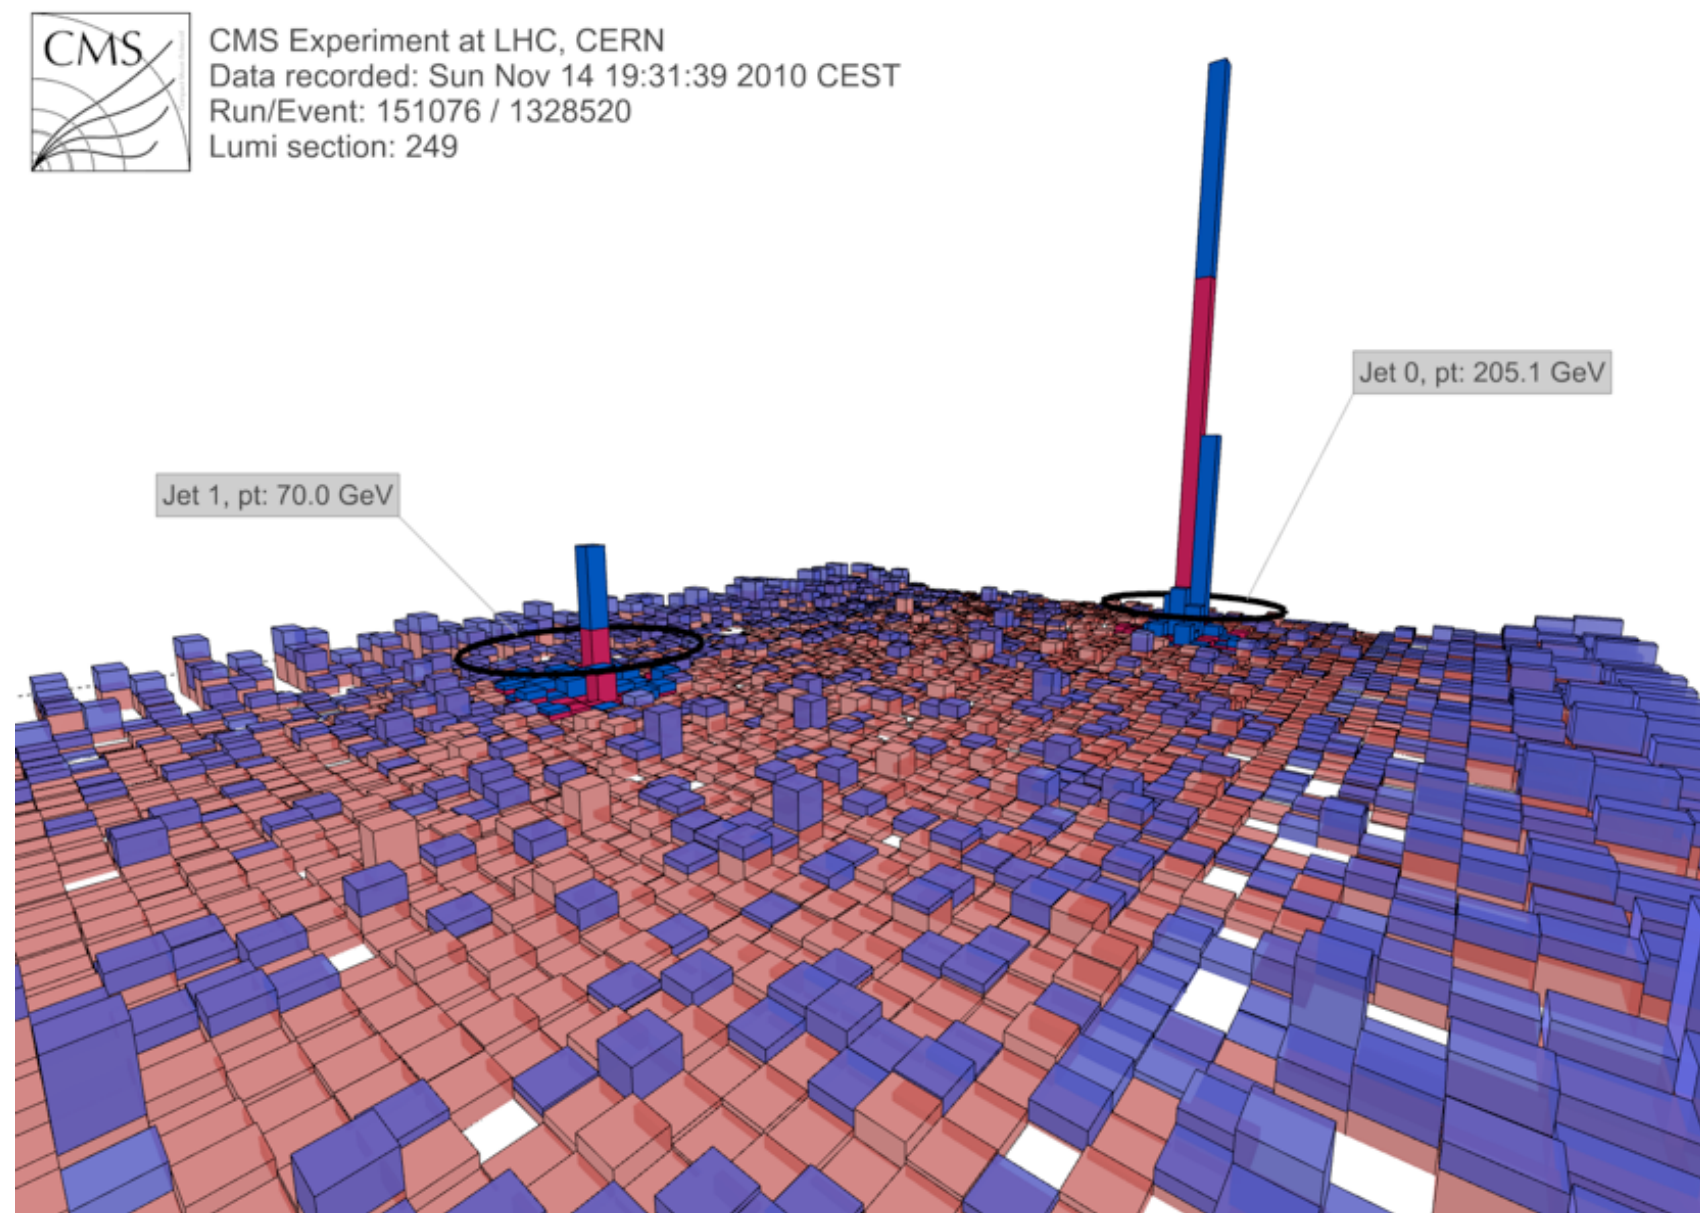 CMS
CMS Experiment at LHC, CERN
Data recorded: Sun Nov 14 19:31:39 2010 CEST
Run/Event: 151076 / 1328520
Lumi section: 249
Jet 0, pt: 205.1 GeV
Jet 1, pt: 70.0 GeV